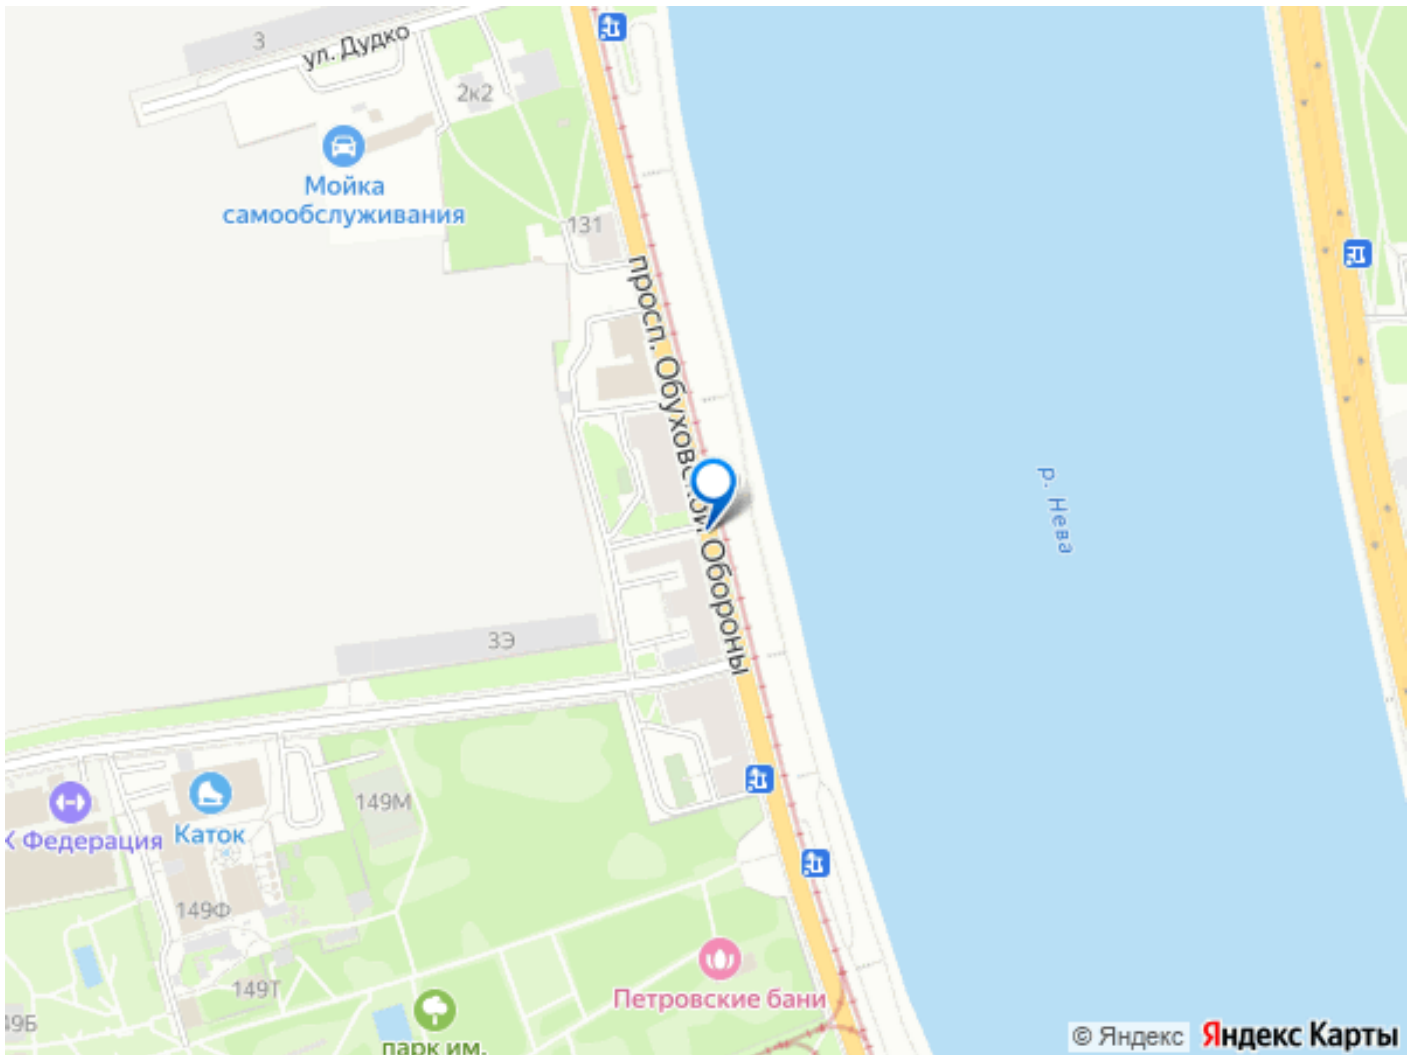 3
ул. Дудко
2к2
Мойка
самообслуживания
131
просп. Обуховской Обороны
р. Нева
3Э
149М
К Федерация
Каток
149Ф
149Т
49Б
Петровские бани
парк им.
© Яндекс
Яндекс Карты